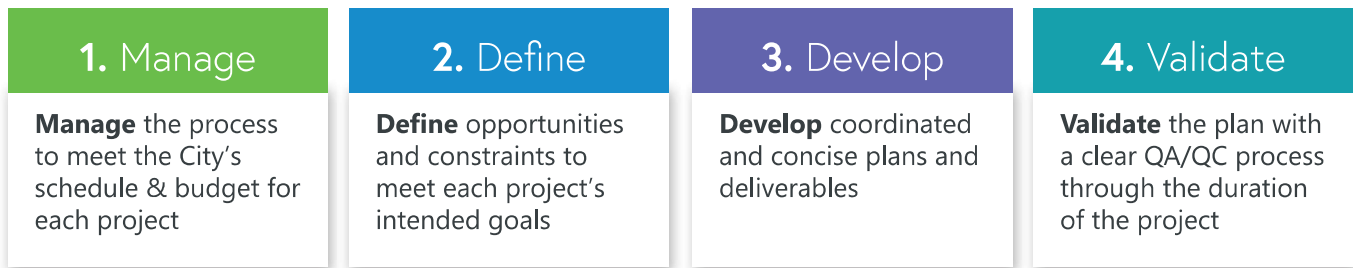 1. Manage
Manage the process
to meet the City's
schedule & budget for
each project
2. Define
Define opportunities
and constraints to
meet each project's
intended goals
3. Develop
Develop coordinated
and concise plans and
deliverables
4. Validate
Validate the plan with
a clear QA/QC process
through the duration
of the project